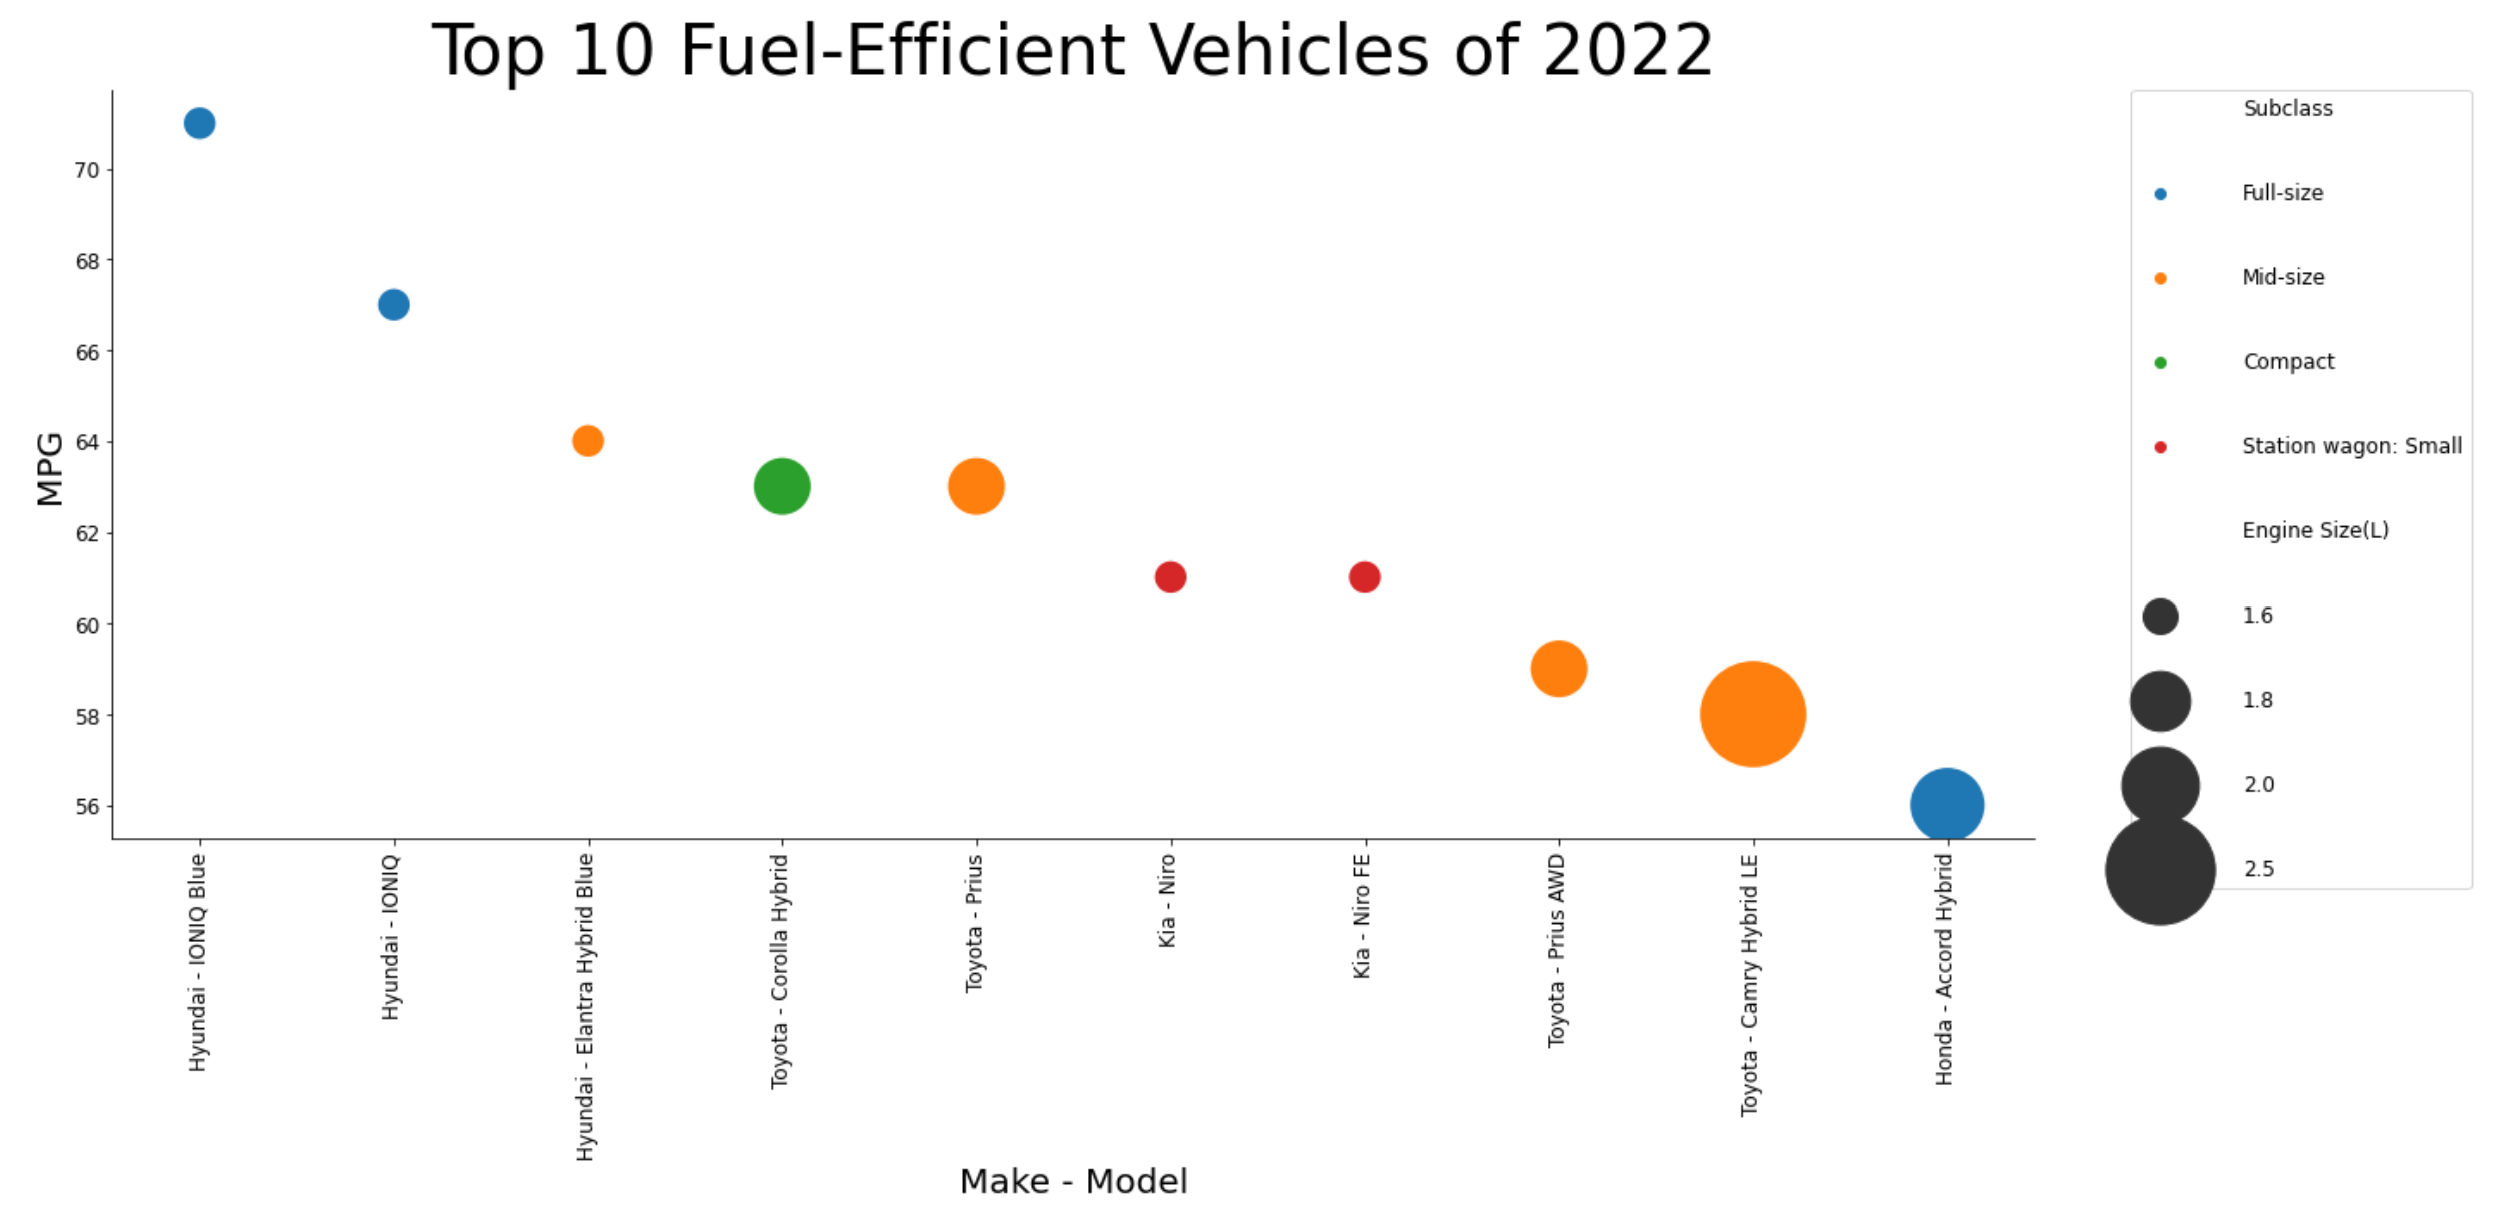 Top 10 Fuel-Efficient Vehicles of 2022
MPG
70
68
66
64
62
60
58
56
Hyundai - IONIQ Blue
Hyundai - IONIQ
Hyundai - Elantra Hybrid Blue
Toyota - Corolla Hybrid
Toyota - Prius
Kia - Niro
Kia - Niro FE
Toyota - Prius AWD
Toyota - Camry Hybrid LE
Honda - Accord Hybrid
Make - Model
Subclass
Full-size
Mid-size
Compact
Station wagon: Small
Engine Size(L)
1.6
1.8
2.0
2.5